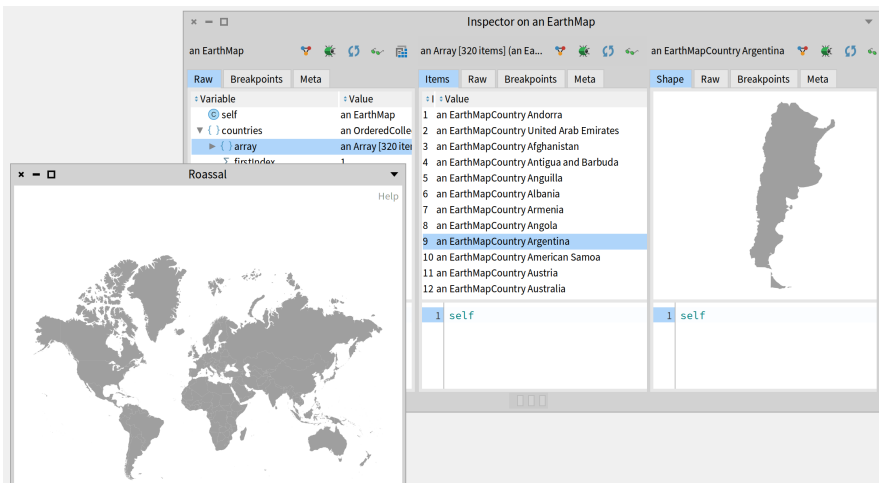 Inspector on an EarthMap
an EarthMap
an Array [320 items] (an Ea...
an EarthMapCountry Argentina
Raw Breakpoints Meta
Items Raw Breakpoints Meta
Shape Raw Breakpoints Meta
Variable Value
self an EarthMap
{ } countries an OrderedColle
{ } array an Array [320 iter
Σ firstIndex 1
I Value
1 an EarthMapCountry Andorra
2 an EarthMapCountry United Arab Emirates
3 an EarthMapCountry Afghanistan
4 an EarthMapCountry Antigua and Barbuda
5 an EarthMapCountry Anguilla
6 an EarthMapCountry Albania
7 an EarthMapCountry Armenia
8 an EarthMapCountry Angola
9 an EarthMapCountry Argentina
10 an EarthMapCountry American Samoa
11 an EarthMapCountry Austria
12 an EarthMapCountry Australia
1 self
1 self
Roassal
Help